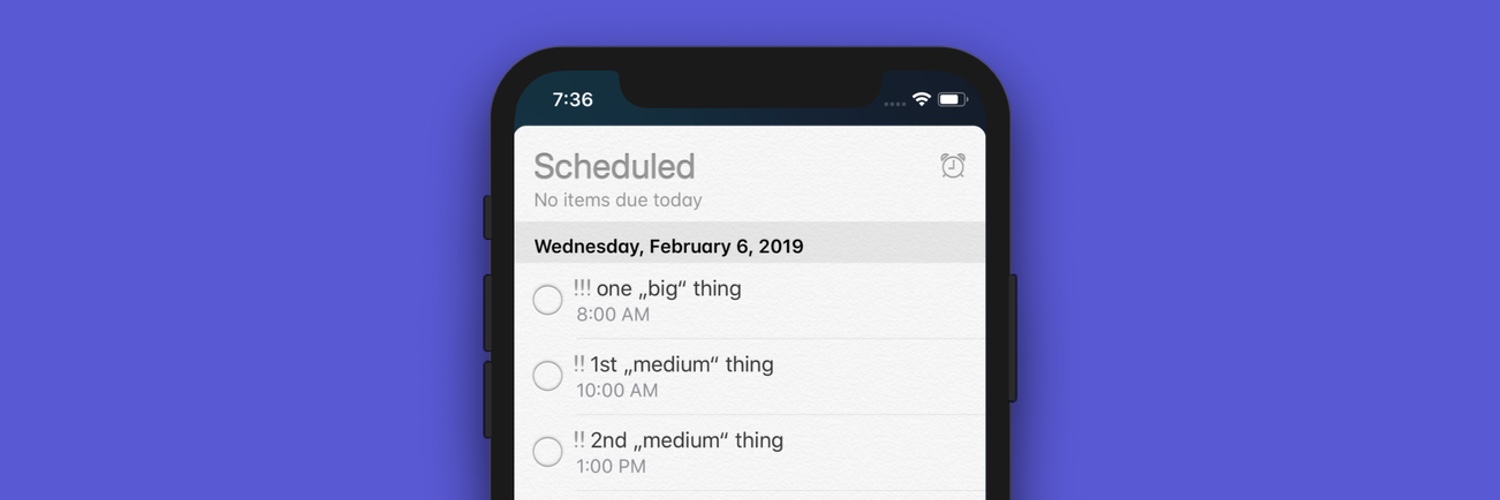 7:36
Scheduled
No items due today
Wednesday, February 6, 2019
!!! one „big“ thing
8:00 AM
!! 1st „medium“ thing
10:00 AM
!! 2nd „medium“ thing
1:00 PM